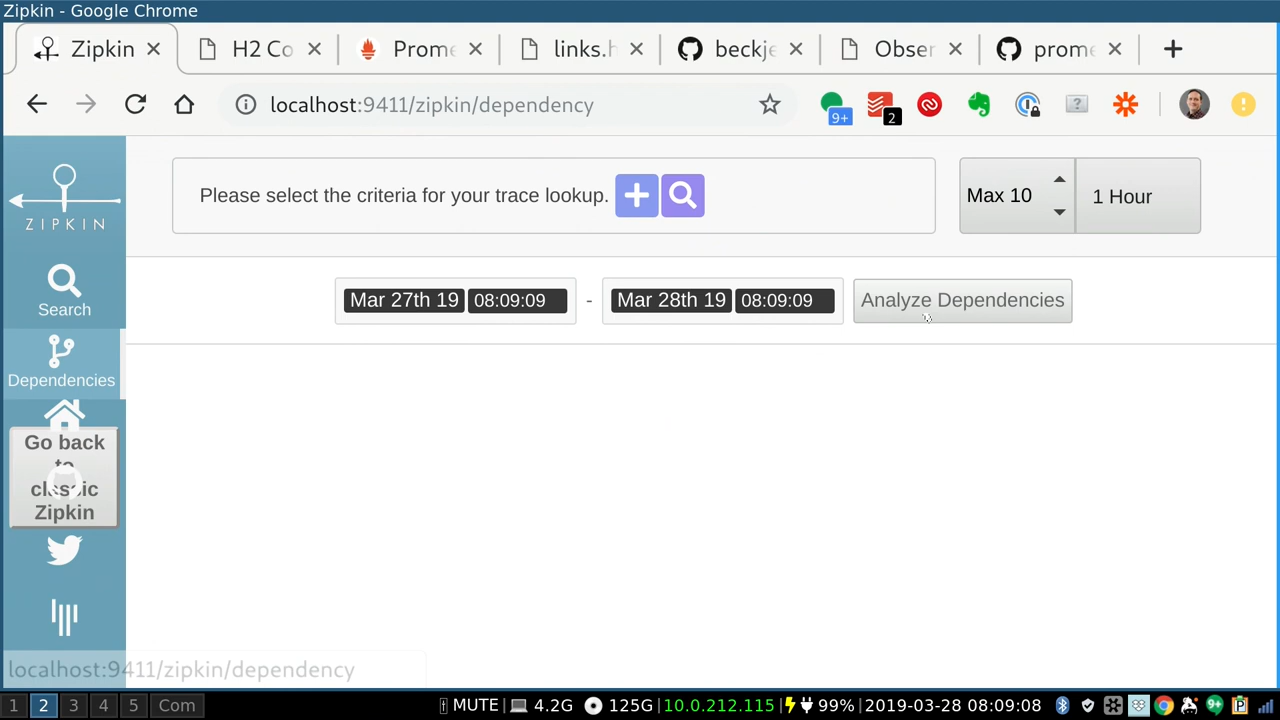 Zipkin - Google Chrome
Zipkin
H2 Co
Prome
links.h
beckje
Obser
prome
localhost:9411/zipkin/dependency
9+
2
?
ZIPKIN
Please select the criteria for your trace lookup.
Max 10
1 Hour
Search
Mar 27th 19 08:09:09 - Mar 28th 19 08:09:09
Analyze Dependencies
Dependencies
Go back
to
classic
Zipkin
localhost:9411/zipkin/dependency
1 2 3 4 5 Com
MUTE 4.2G 125G 10.0.212.115 99% 2019-03-28 08:09:08 9+